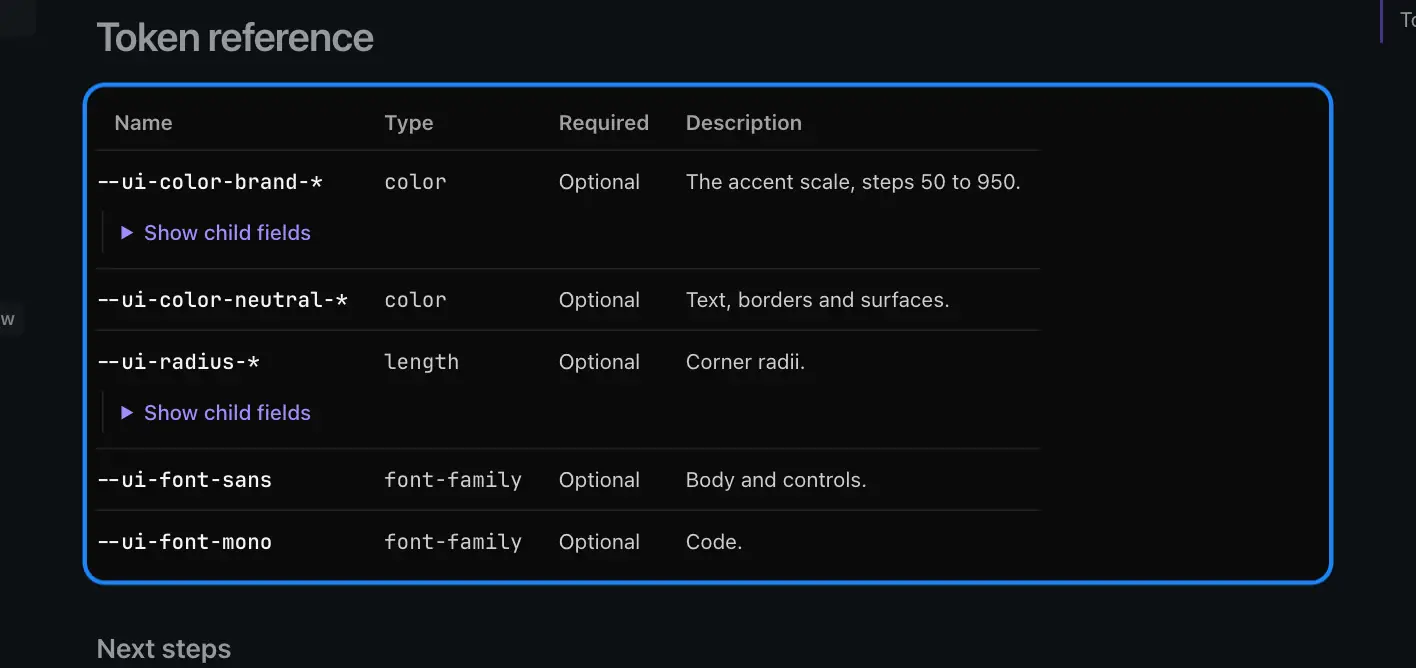 To
Token reference
Name Type Required Description
--ui-color-brand-* color Optional The accent scale, steps 50 to 950.
Show child fields
--ui-color-neutral-* color Optional Text, borders and surfaces.
w
--ui-radius-* length Optional Corner radii.
Show child fields
--ui-font-sans font-family Optional Body and controls.
--ui-font-mono font-family Optional Code.
Next steps